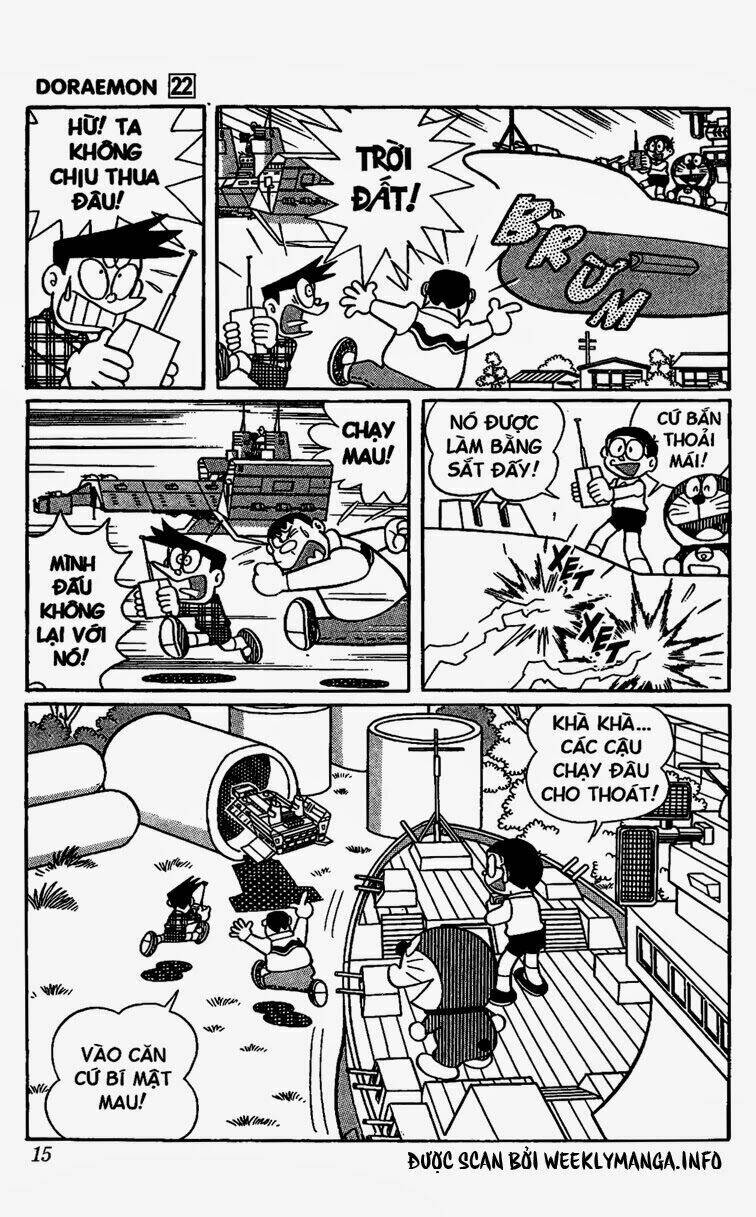 DORAEMON 22
HỪ! TA
KHÔNG
CHỊU THUA
ĐÂU!
TRỜI
ĐẤT!
BRỪM
CHẠY
MAU!
MÌNH
ĐẤU
KHÔNG
LẠI VỚI
NÓ!
NÓ ĐƯỢC
LÀM BẰNG
SẮT ĐẤY!
CỨ BẮN
THOẢI
MÁI!
XẸT
XẸT
KHÀ KHÀ...
CÁC CẬU
CHẠY ĐÂU
CHO THOÁT!
VÀO CĂN
CỨ BÍ MẬT
MAU!
15
ĐƯỢC SCAN BỞI WEEKLYMANGA.INFO